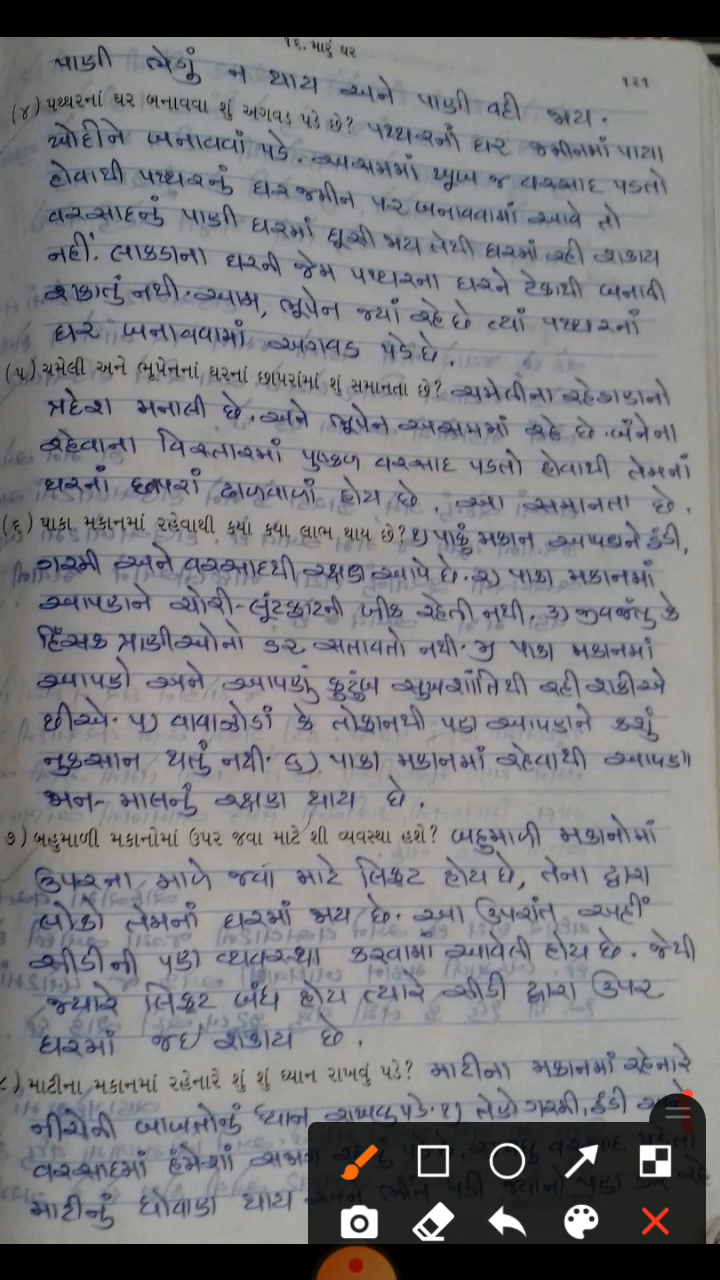 ૧૬. મારું ઘર
૧૨૧
પાણી ભેગું ન થાય અને પાણી વહી જાય.
(૪) પથ્થરનાં ઘર બનાવવા શું અગવડ પડે છે? પથ્થરનાં ઘર જમીનમાં પાયા
ખોદીને બનાવવાં પડે. આસામમાં ખૂબ જ વરસાદ પડતો
હોવાથી પથ્થરનું ઘર જમીન પર બનાવવામાં આવે તો
વરસાદનું પાણી ઘરમાં ઘૂસી જાય તેથી ઘરમાં રહી શકાય
નહીં. લાકડાના ઘરની જેમ પથ્થરના ઘરને ટેકાથી બનાવી
શકાતું નથી. આમ, ભૂપેન જ્યાં રહે છે ત્યાં પથ્થરનાં
ઘર બનાવવામાં અગવડ પડે છે.
(૫) ચમેલી અને ભૂપેનનાં ઘરનાં છાપરાંમાં શું સમાનતા છે? ચમેલીના રહેઠાણનો
પ્રદેશ મનાલી છે. અને ભૂપેન અસમમાં રહે છે. બંનેના
રહેવાના વિસ્તારમાં પુષ્કળ વરસાદ પડતો હોવાથી તેમનાં
ઘરનાં છાપરાં ઢાળવાળાં હોય છે. આ સમાનતા છે.
(૬) પાકા મકાનમાં રહેવાથી કયા કયા લાભ થાય છે? ૧) પાકું મકાન આપણને ઠંડી,
ગરમી અને વરસાદથી રક્ષણ આપે છે. ૨) પાકા મકાનમાં
આપણને ચોરી-લૂંટફાટની બીક રહેતી નથી. ૩) જીવજંતુ કે
હિંસક પ્રાણીઓનો ડર સતાવતો નથી. ૪) પાકા મકાનમાં
આપણે અને આપણું કુટુંબ સુખશાંતિથી રહી શકીએ
છીએ. ૫) વાવાઝોડાં કે તોફાનથી પણ આપણને કશું
નુકસાન થતું નથી. ૬) પાકા મકાનમાં રહેવાથી આપણા
જાન-માલનું રક્ષણ થાય છે.
૭) બહુમાળી મકાનોમાં ઉપર જવા માટે શી વ્યવસ્થા હશે? બહુમાળી મકાનોમાં
ઉપરના માળે જવા માટે લિફ્ટ હોય છે, તેના દ્વારા
લોકો તેમનાં ઘરમાં જાય છે. આ ઉપરાંત અહીં
સીડીની પણ વ્યવસ્થા કરવામાં આવેલી હોય છે. જેથી
જ્યારે લિફ્ટ બંધ હોય ત્યારે સીડી દ્વારા ઉપર
ઘરમાં જઇ શકાય છે.
૮) માટીના મકાનમાં રહેનારે શું શું ધ્યાન રાખવું પડે? માટીના મકાનમાં રહેનારે
નીચેની બાબતોનું ધ્યાન રાખવું પડે. ૧) તેણે ગરમી, ઠંડી અને
વરસાદમાં હંમેશાં
માટીનું ધોવાણ થાય